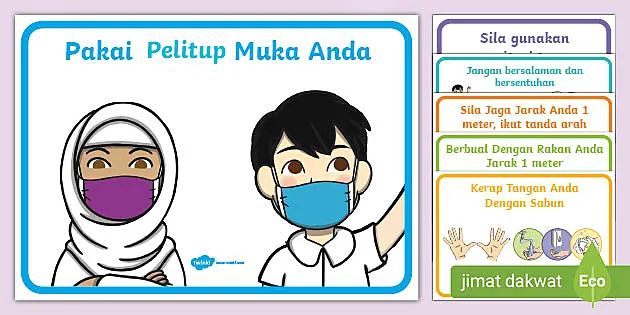 Pakai Pelitup Muka Anda
twinkl
Sila gunakan
Jangan bersalaman dan
bersentuhan
Sila Jaga Jarak Anda 1
meter, ikut tanda arah
Berbual Dengan Rakan Anda
Jarak 1 meter
Kerap Tangan Anda
Dengan Sabun
jimat dakwat
Eco